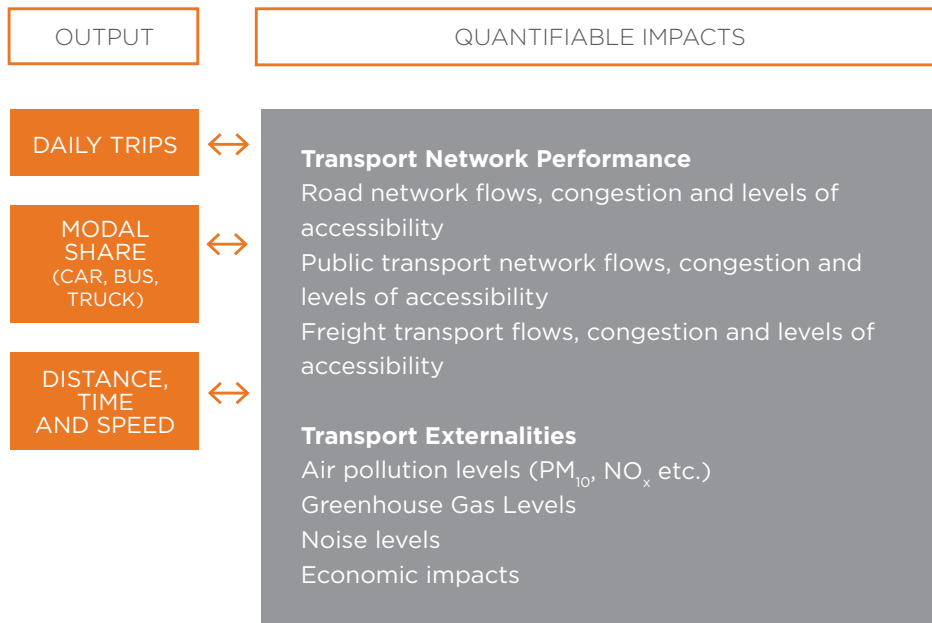 OUTPUT
QUANTIFIABLE IMPACTS
DAILY TRIPS
MODAL
SHARE
(CAR, BUS,
TRUCK)
DISTANCE,
TIME
AND SPEED
Transport Network Performance
Road network flows, congestion and levels of
accessibility
Public transport network flows, congestion and
levels of accessibility
Freight transport flows, congestion and levels of
accessibility
Transport Externalities
Air pollution levels (PM₁₀, NOₓ etc.)
Greenhouse Gas Levels
Noise levels
Economic impacts